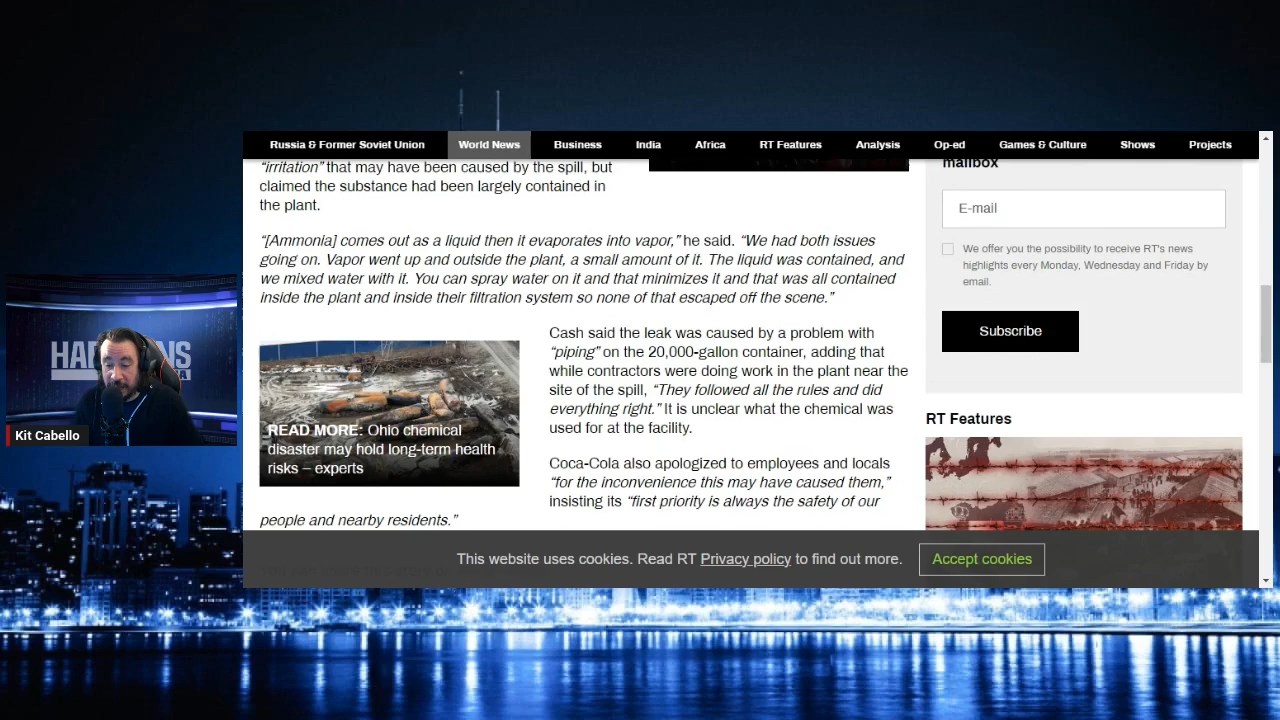 Russia & Former Soviet Union World News Business India Africa RT Features Analysis Op-ed Games & Culture Shows Projects
“irritation” that may have been caused by the spill, but
claimed the substance had been largely contained in
the plant.
“[Ammonia] comes out as a liquid then it evaporates into vapor,” he said. “We had both issues
going on. Vapor went up and outside the plant, a small amount of it. The liquid was contained, and
we mixed water with it. You can spray water on it and that minimizes it and that was all contained
inside the plant and inside their filtration system so none of that escaped off the scene.”
READ MORE: Ohio chemical
disaster may hold long-term health
risks – experts
Cash said the leak was caused by a problem with
“piping” on the 20,000-gallon container, adding that
while contractors were doing work in the plant near the
site of the spill, “They followed all the rules and did
everything right.” It is unclear what the chemical was
used for at the facility.
Coca-Cola also apologized to employees and locals
“for the inconvenience this may have caused them,”
insisting its “first priority is always the safety of our
people and nearby residents.”
mailbox
E-mail
We offer you the possibility to receive RT's news
highlights every Monday, Wednesday and Friday by
email.
Subscribe
RT Features
This website uses cookies. Read RT Privacy policy to find out more.
Accept cookies
Kit Cabello